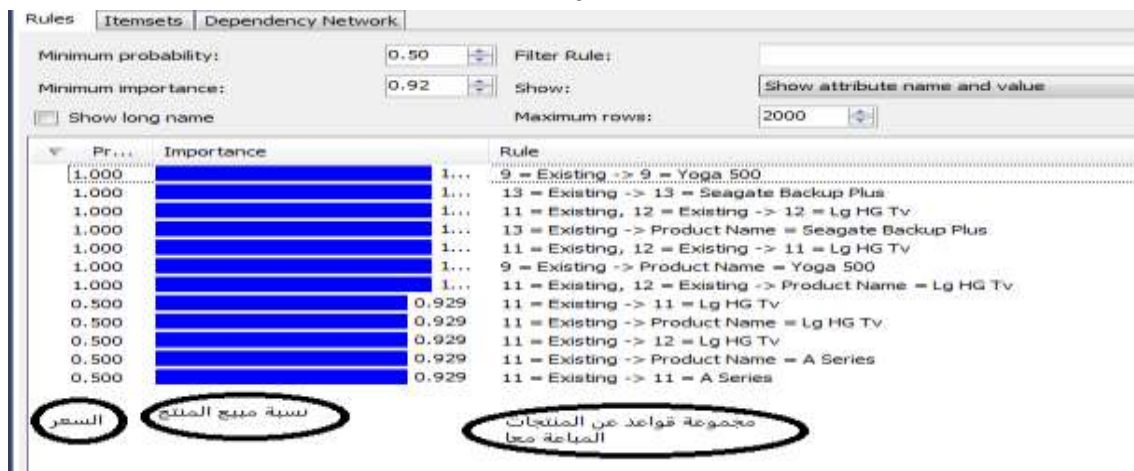 Rules Itemsets Dependency Network
Minimum probability: 0.50 Filter Rule:
Minimum importance: 0.92 Show: Show attribute name and value
Show long name Maximum rows: 2000
Pr... Importance Rule
1.000 1... 9 = Existing -> 9 = Yoga 500
1.000 1... 13 = Existing -> 13 = Seagate Backup Plus
1.000 1... 11 = Existing, 12 = Existing -> 12 = Lg HG Tv
1.000 1... 13 = Existing -> Product Name = Seagate Backup Plus
1.000 1... 11 = Existing, 12 = Existing -> 11 = Lg HG Tv
1.000 1... 9 = Existing -> Product Name = Yoga 500
1.000 1... 11 = Existing, 12 = Existing -> Product Name = Lg HG Tv
0.500 0.929 11 = Existing -> 11 = Lg HG Tv
0.500 0.929 11 = Existing -> Product Name = Lg HG Tv
0.500 0.929 11 = Existing -> 12 = Lg HG Tv
0.500 0.929 11 = Existing -> Product Name = A Series
0.500 0.929 11 = Existing -> 11 = A Series
السعر
نسبة مبيع المنتج
مجموعة قواعد عن المنتجات
المباعة معا